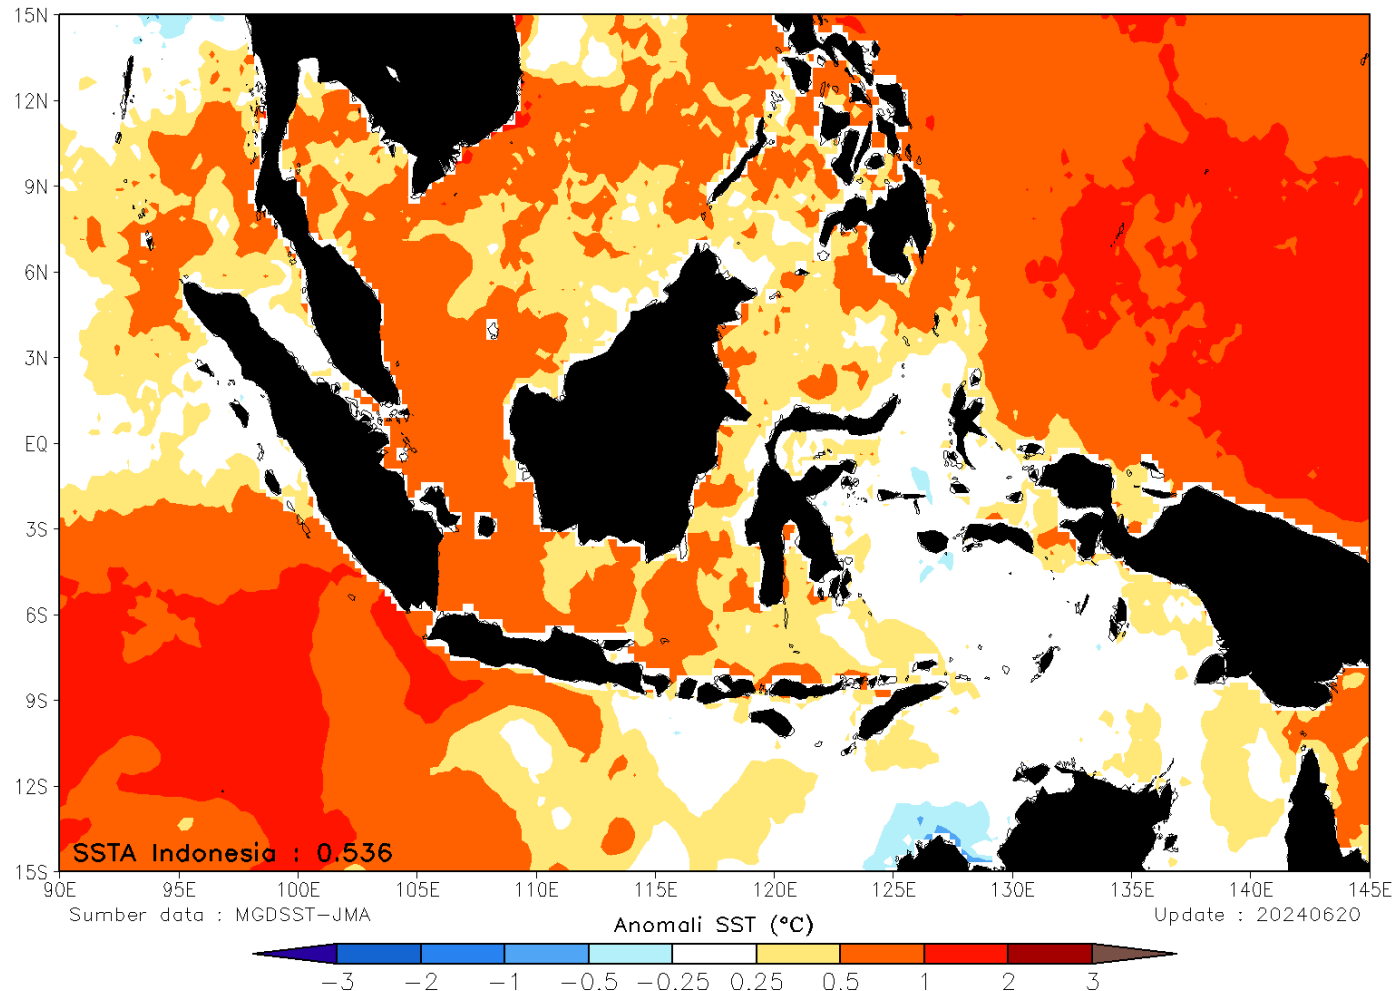 15N
12N
9N
6N
3N
EQ
3S
6S
9S
12S
15S
SSTA Indonesia : 0.536
90E 95E 100E 105E 110E 115E 120E 125E 130E 135E 140E 145E
Sumber data : MGDSST-JMA
Update : 20240620
Anomali SST (°C)
-3 -2 -1 -0.5 -0.25 0.25 0.5 1 2 3